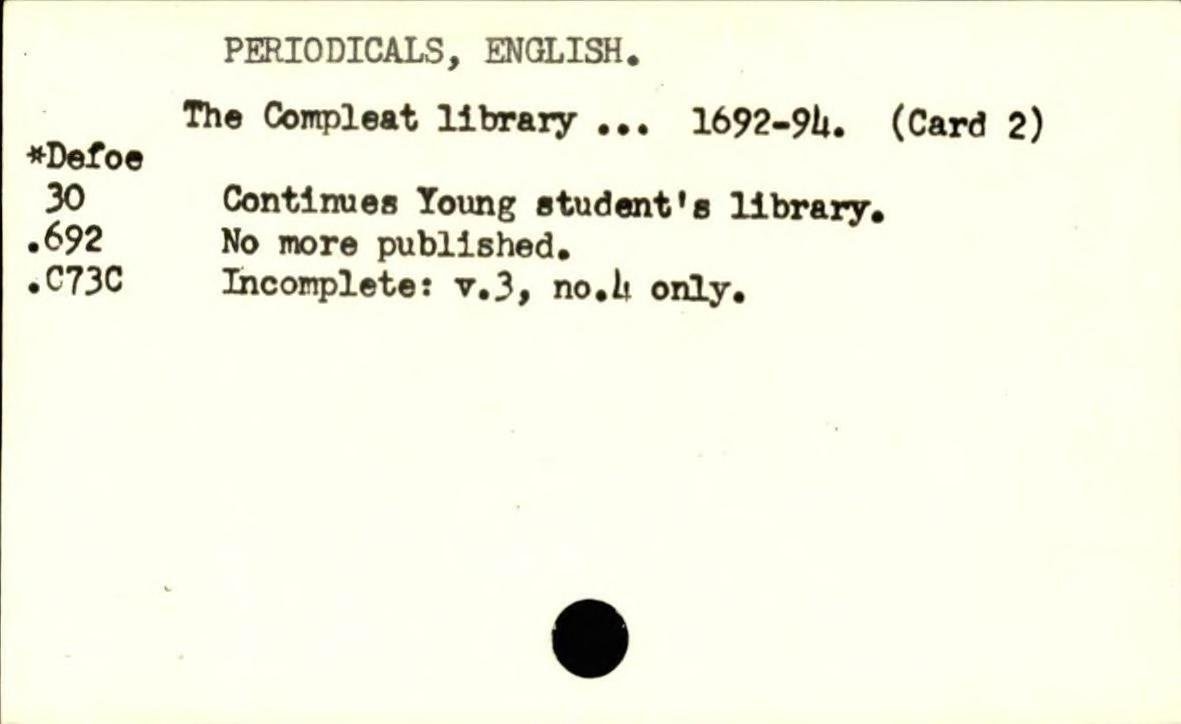 PERIODICALS, ENGLISH.
The Compleat library ... 1692-94. (Card 2)
*Defoe
30 Continues Young student's library.
.692 No more published.
.C73C Incomplete: v.3, no.4 only.